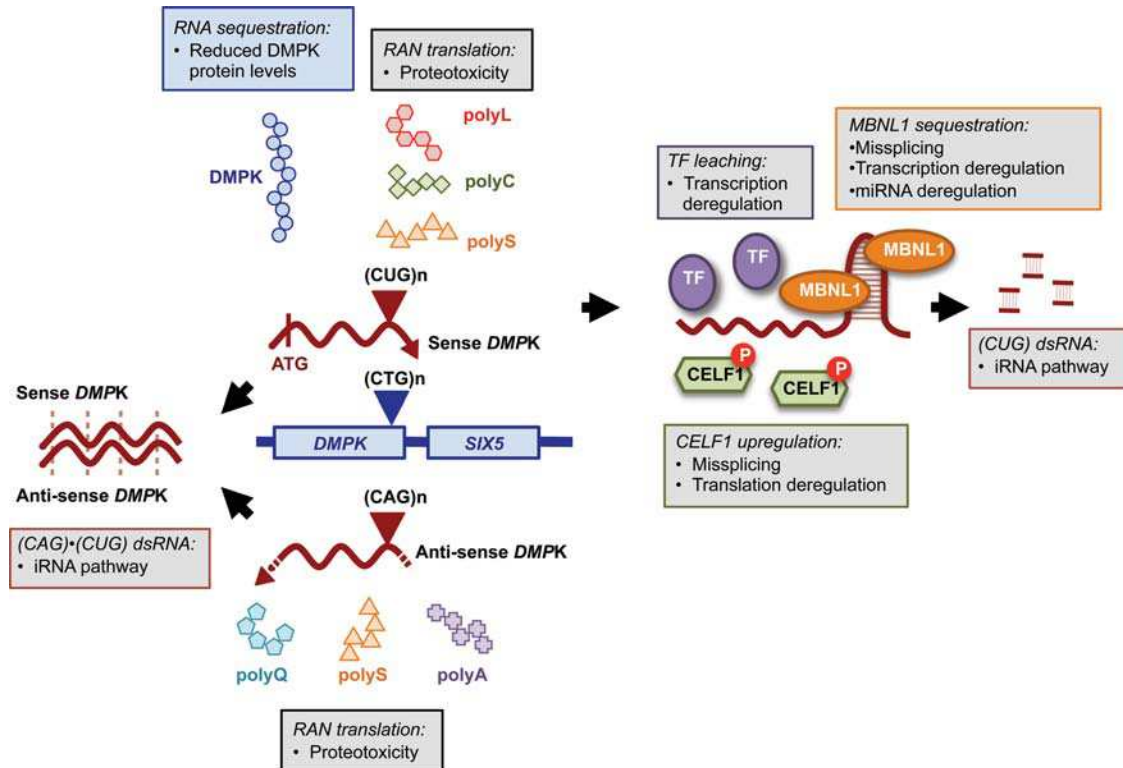 RNA sequestration:
• Reduced DMPK
protein levels
RAN translation:
• Proteotoxicity
polyL
DMPK
polyC
polyS
(CUG)n
ATG
Sense DMPK
(CTG)n
DMPK
SIX5
Sense DMPK
Anti-sense DMPK
(CAG)•(CUG) dsRNA:
• iRNA pathway
(CAG)n
Anti-sense DMPK
polyQ
polyS
polyA
RAN translation:
• Proteotoxicity
TF leaching:
• Transcription
deregulation
MBNL1 sequestration:
•Missplicing
•Transcription deregulation
•miRNA deregulation
TF
TF
MBNL1
MBNL1
P
CELF1
P
CELF1
CELF1 upregulation:
• Missplicing
• Translation deregulation
(CUG) dsRNA:
• iRNA pathway